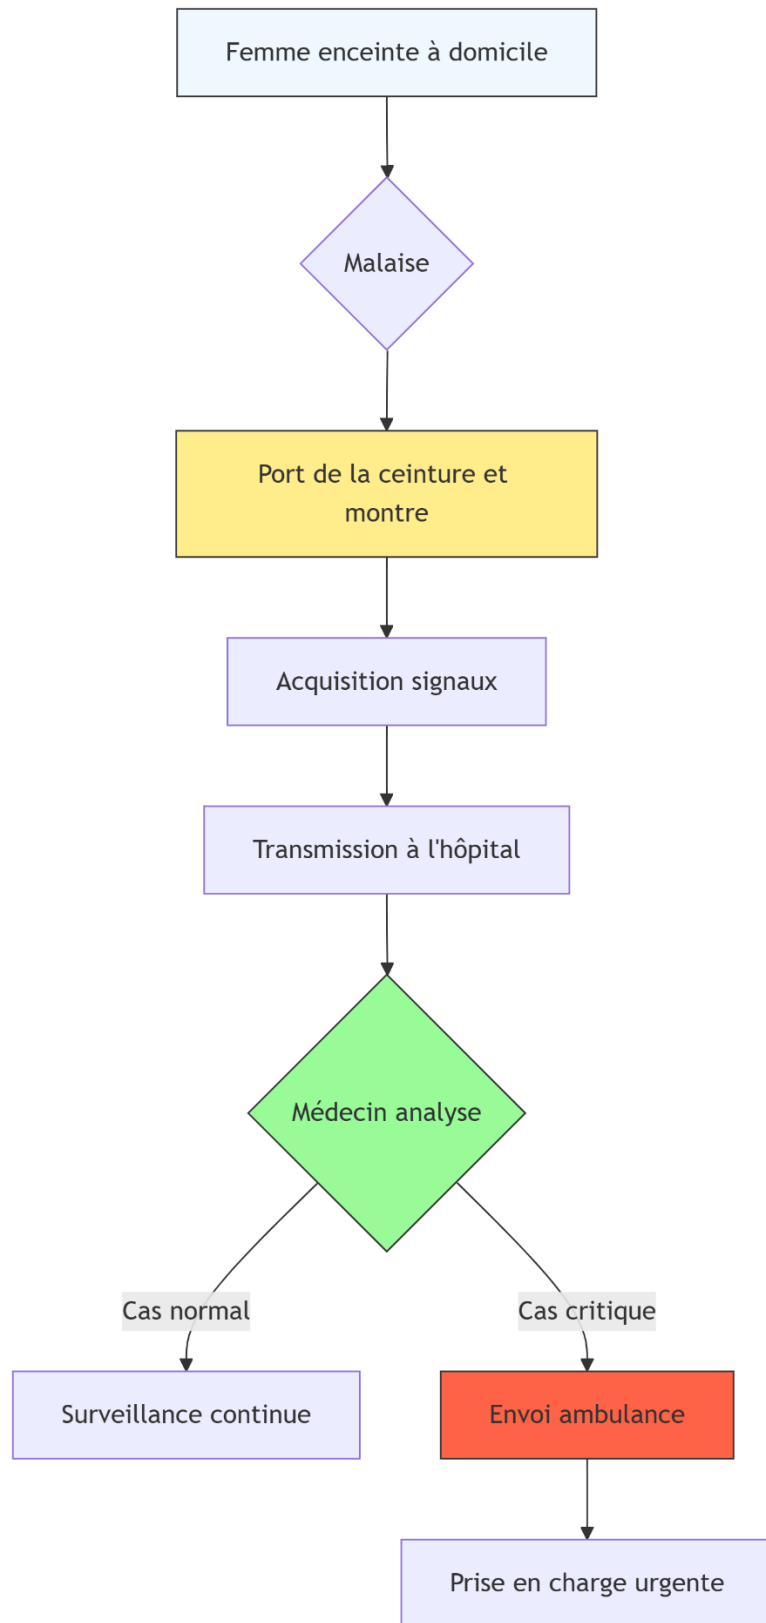 Femme enceinte à domicile
Malaise
Port de la ceinture et
montre
Acquisition signaux
Transmission à l'hôpital
Médecin analyse
Cas normal
Cas critique
Surveillance continue
Envoi ambulance
Prise en charge urgente